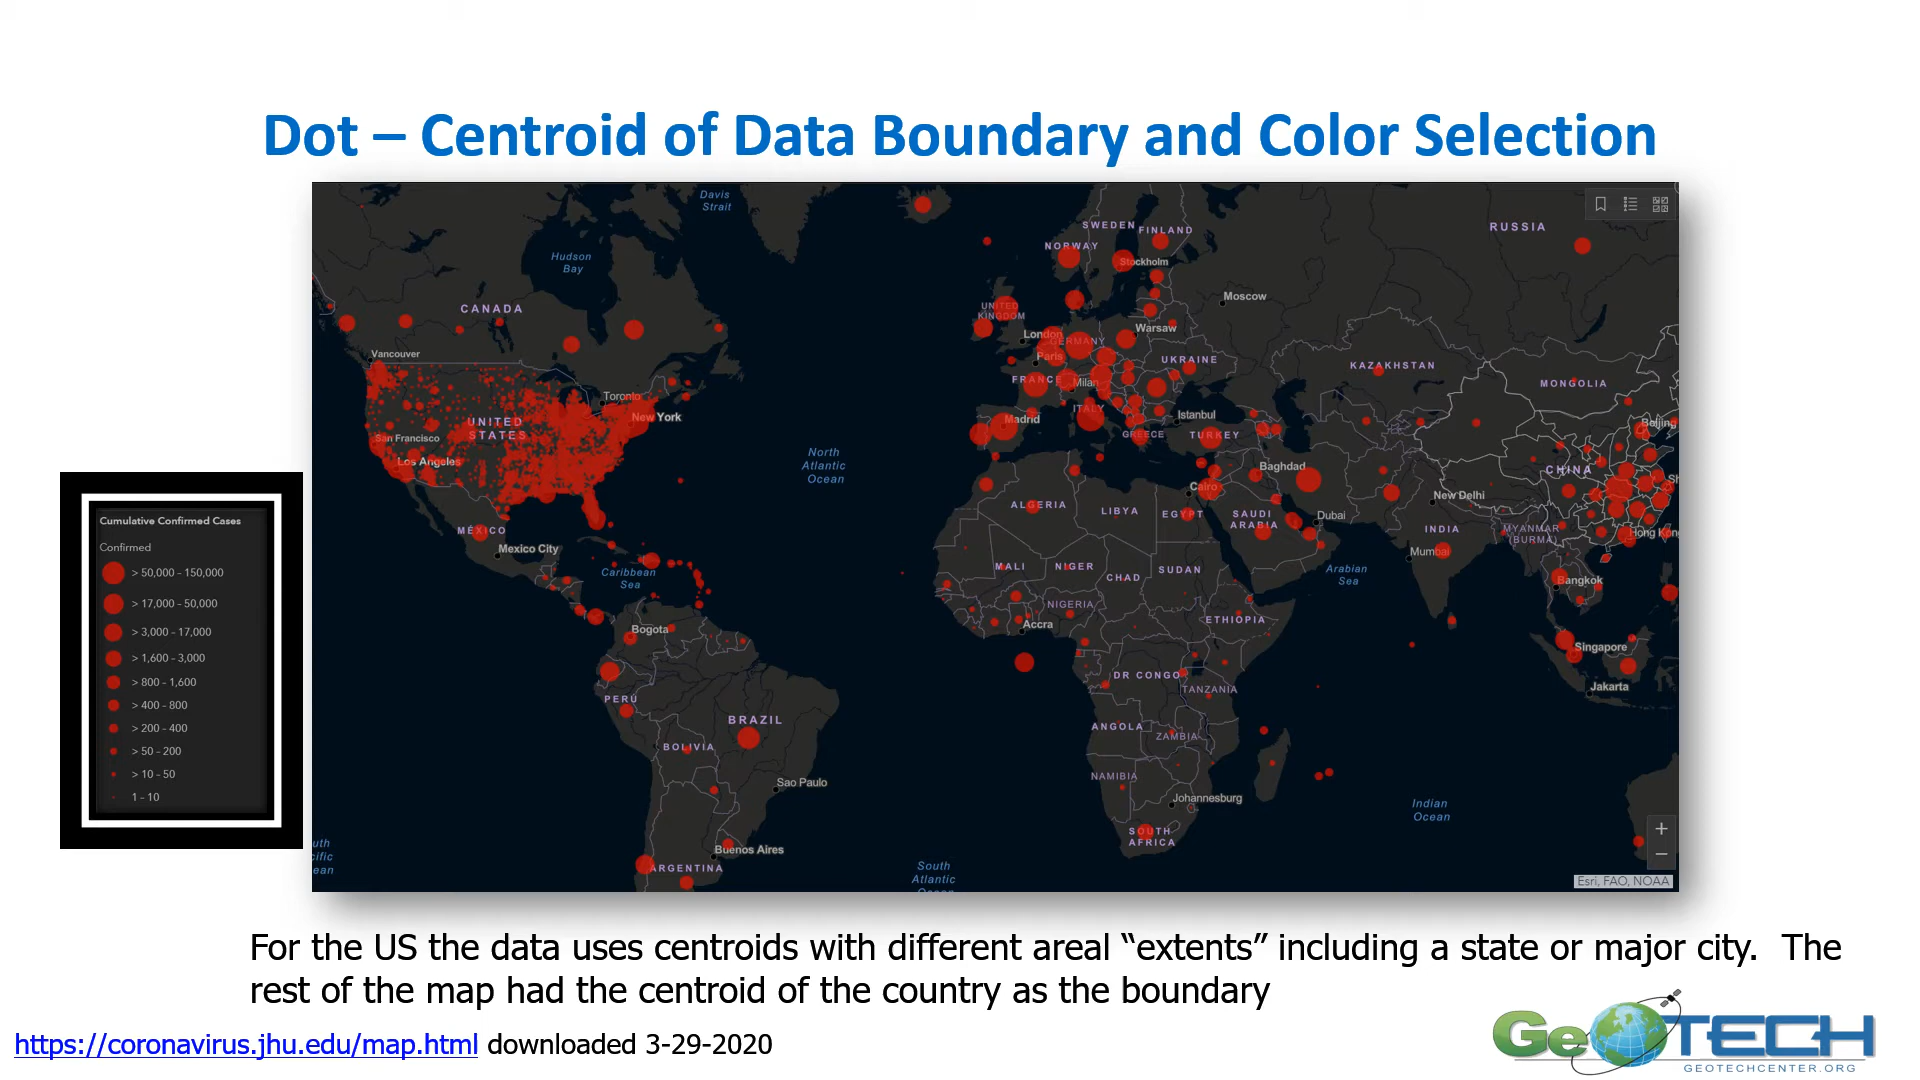 Dot – Centroid of Data Boundary and Color Selection
Davis
Strait
Hudson
Bay
CANADA
Vancouver
Toronto
UNITED
STATES
New York
San Francisco
Los Angeles
MÉXICO
Mexico City
Caribbean
Sea
Bogota
PERÚ
BRAZIL
BOLIVIA
Sao Paulo
Buenos Aires
ARGENTINA
North
Atlantic
Ocean
South
Atlantic
SWEDEN
FINLAND
NORWAY
Stockholm
RUSSIA
Moscow
UNITED
KINGDOM
London
Warsaw
GERMANY
Paris
UKRAINE
FRANCE
Milan
KAZAKHSTAN
MONGOLIA
Madrid
ITALY
Istanbul
GREECE
TURKEY
Beijing
Baghdad
CHINA
Cairo
New Delhi
ALGERIA
LIBYA
EGYPT
SAUDI
ARABIA
Dubai
INDIA
MYANMAR
(BURMA)
Hong Kong
Mumbai
MALI
NIGER
CHAD
SUDAN
Arabian
Sea
Bangkok
NIGERIA
Accra
ETHIOPIA
Singapore
DR CONGO
TANZANIA
Jakarta
ANGOLA
ZAMBIA
NAMIBIA
Johannesburg
SOUTH
AFRICA
Indian
Ocean
Esri, FAO, NOAA
Cumulative Confirmed Cases
Confirmed
> 50,000 - 150,000
> 17,000 - 50,000
> 3,000 - 17,000
> 1,600 - 3,000
> 800 - 1,600
> 400 - 800
> 200 - 400
> 50 - 200
> 10 - 50
1 - 10
For the US the data uses centroids with different areal “extents” including a state or major city.  The
rest of the map had the centroid of the country as the boundary
https://coronavirus.jhu.edu/map.html downloaded 3-29-2020
GeoTECH
GEOTECHCENTER.ORG